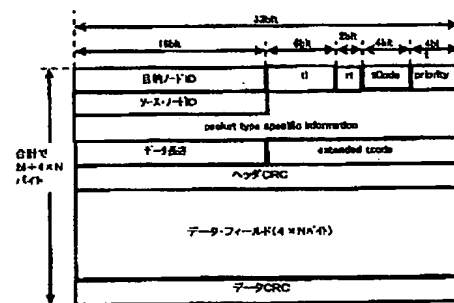 32bit
16bit
6bit
2bit
4bit
4bit
目的ノードID
tl
rt
tCode
priority
ソース・ノードID
packet type specific information
データ長さ
extended tcode
ヘッダCRC
合計で
24+4×N
バイト
データ・フィールド(4×Nバイト)
データCRC